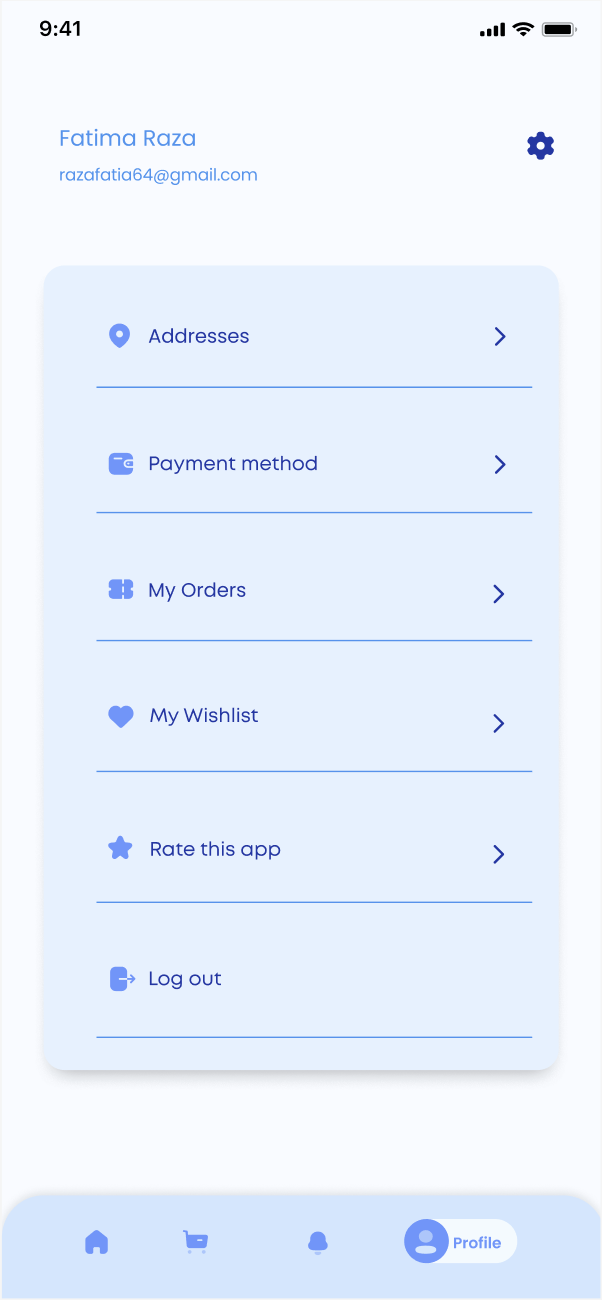 9:41
Fatima Raza
razafatia64@gmail.com
Addresses
Payment method
My Orders
My Wishlist
Rate this app
Log out
Profile